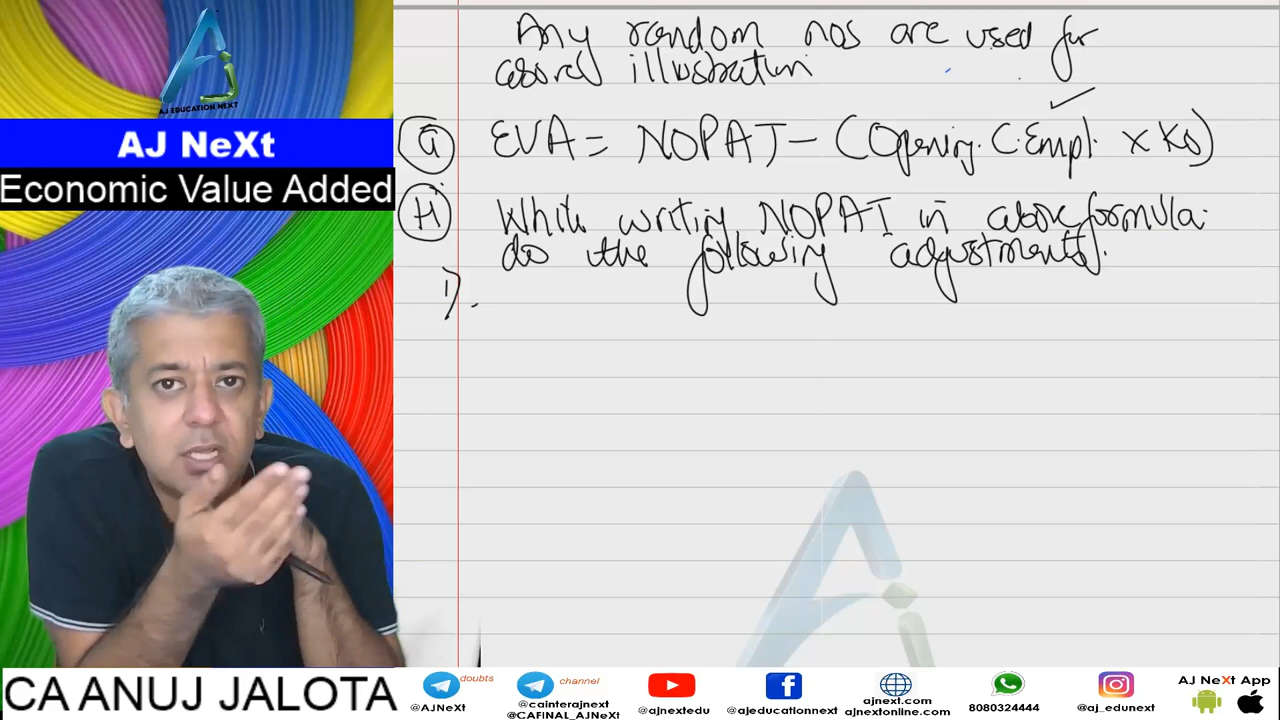 AJ EDUCATION NEXT
AJ NeXt
Economic Value Added
Any random nos are used for
above illustration
G EVA = NOPAT – (Opening C.Empl. x Ko)
H While writing NOPAT in above formula
do the following adjustments.
1).
CA ANUJ JALOTA
doubts
@AJNeXt
channel
@cainterajnext
@CAFINAL_AJNeXt
@ajnextedu
@ajeducationnext
ajnext.com
ajnextonline.com
8080324444
@aj_edunext
AJ NeXt App